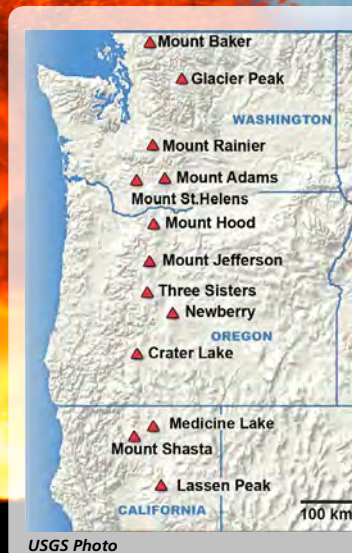 Mount Baker
Glacier Peak
WASHINGTON
Mount Rainier
Mount Adams
Mount St.Helens
Mount Hood
Mount Jefferson
Three Sisters
Newberry
OREGON
Crater Lake
Medicine Lake
Mount Shasta
Lassen Peak
CALIFORNIA
100 km
USGS Photo